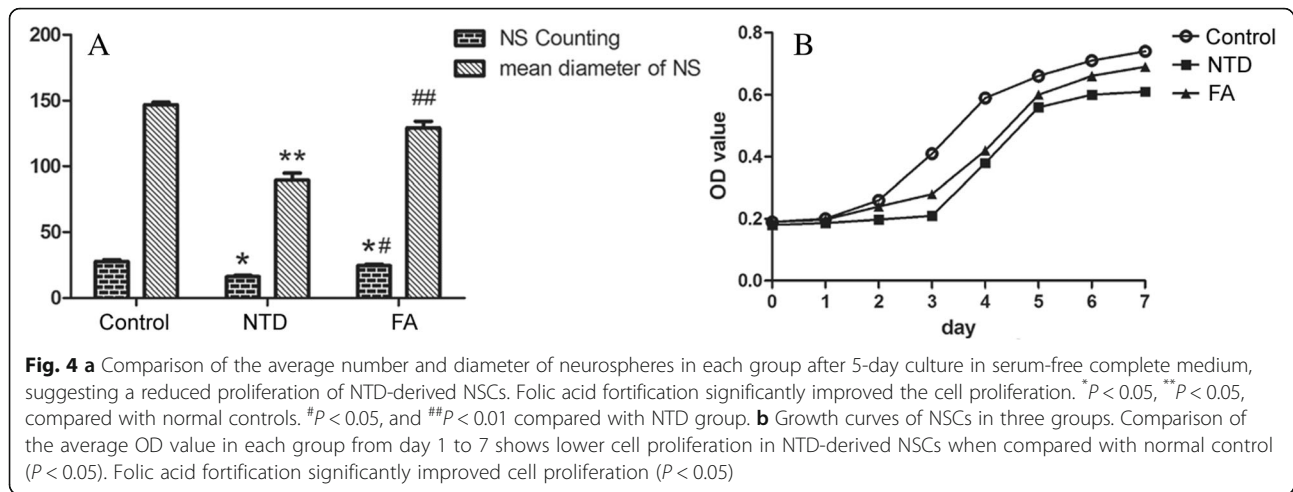 200
150
100
50
0
A
NS Counting
mean diameter of NS
*
**
*#
##
Control NTD FA
B
Control
NTD
FA
OD value
0.8
0.6
0.4
0.2
0.0
0 1 2 3 4 5 6 7
day
Fig. 4 a Comparison of the average number and diameter of neurospheres in each group after 5-day culture in serum-free complete medium,
suggesting a reduced proliferation of NTD-derived NSCs. Folic acid fortification significantly improved the cell proliferation. *P < 0.05, **P < 0.05,
compared with normal controls. #P < 0.05, and ##P < 0.01 compared with NTD group. b Growth curves of NSCs in three groups. Comparison of
the average OD value in each group from day 1 to 7 shows lower cell proliferation in NTD-derived NSCs when compared with normal control
(P < 0.05). Folic acid fortification significantly improved cell proliferation (P < 0.05)